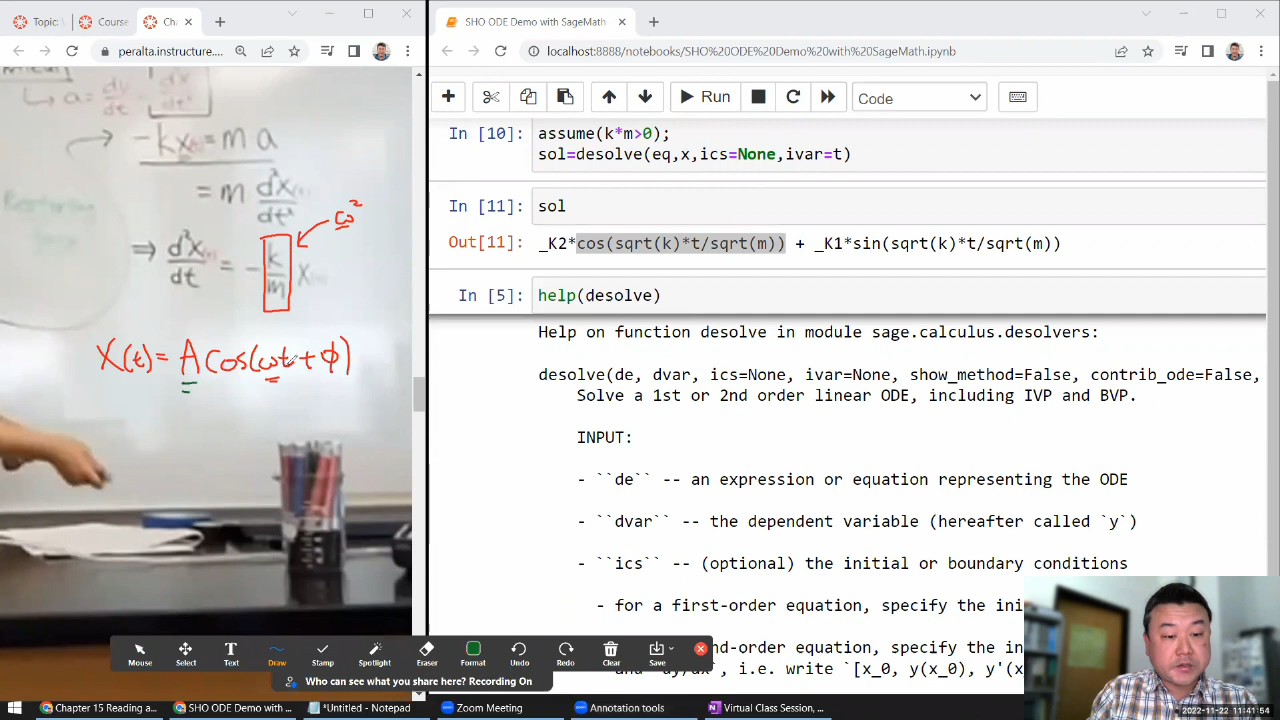 Topic:
Course
Ch
SHO ODE Demo with SageMath
peralta.instructure....
localhost:8888/notebooks/SHO%20ODE%20Demo%20with%20SageMath.ipynb
Run
Code
↳ a = dv/dt
-kx = ma
= m d²x/dt²
⇒ d²x/dt = - k/m x
ω²
X(t) = A Cos(ωt + ϕ)
In [10]: assume(k*m>0);
sol=desolve(eq,x,ics=None,ivar=t)
In [11]: sol
Out[11]: _K2*cos(sqrt(k)*t/sqrt(m)) + _K1*sin(sqrt(k)*t/sqrt(m))
In [5]: help(desolve)
Help on function desolve in module sage.calculus.desolvers:
desolve(de, dvar, ics=None, ivar=None, show_method=False, contrib_ode=False,
Solve a 1st or 2nd order linear ODE, including IVP and BVP.
INPUT:
- ``de`` -- an expression or equation representing the ODE
- ``dvar`` -- the dependent variable (hereafter called `y`)
- ``ics`` -- (optional) the initial or boundary conditions
- for a first-order equation, specify the ini
nd-order equation, specify the in
and `dy/dx`, i.e. write `[x_0, y(x_0), y'(x
Mouse Select Text Draw Stamp Spotlight Eraser Format Undo Redo Clear Save
Who can see what you share here? Recording On
Chapter 15 Reading a... SHO ODE Demo with ... *Untitled - Notepad Zoom Meeting Annotation tools Virtual Class Session, ...
2022-11-22 11:41:54